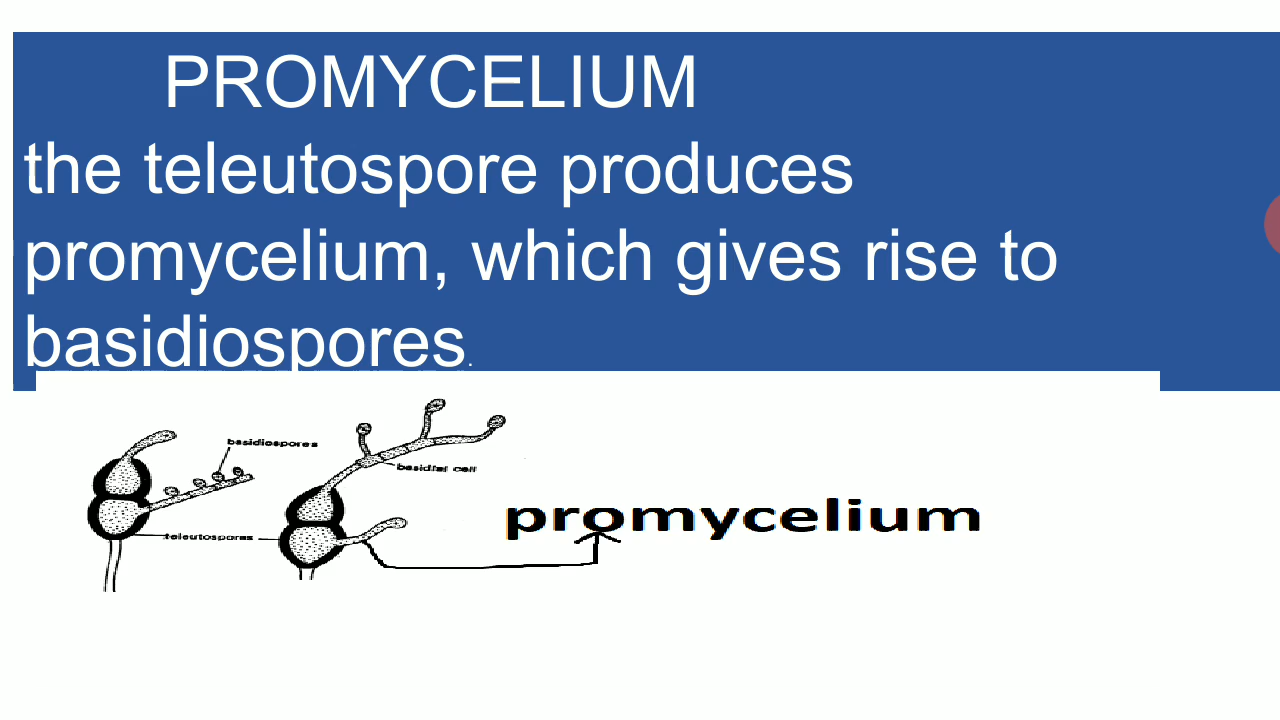 PROMYCELIUM
the teleutospore produces
promycelium, which gives rise to
basidiospores.
basidiospores
basidial cell
promycelium
teleutospores